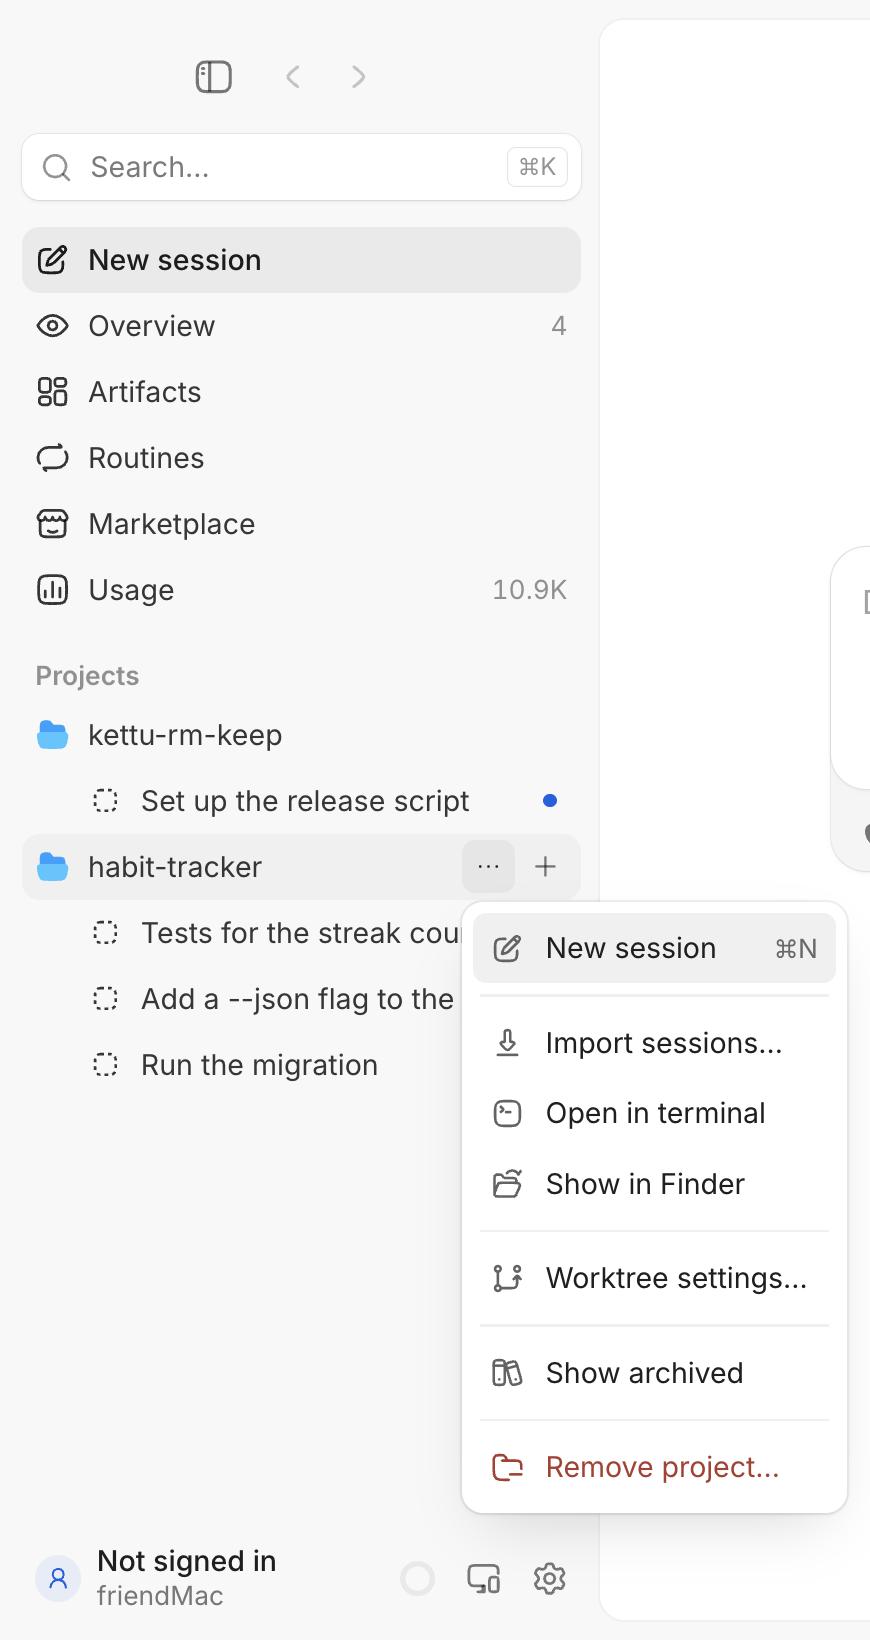 Search...
⌘K
New session
Overview
4
Artifacts
Routines
Marketplace
Usage
10.9K
Projects
kettu-rm-keep
Set up the release script
habit-tracker
Tests for the streak
Add a --json flag to the
Run the migration
New session
⌘N
Import sessions...
Open in terminal
Show in Finder
Worktree settings...
Show archived
Remove project...
Not signed in
friendMac